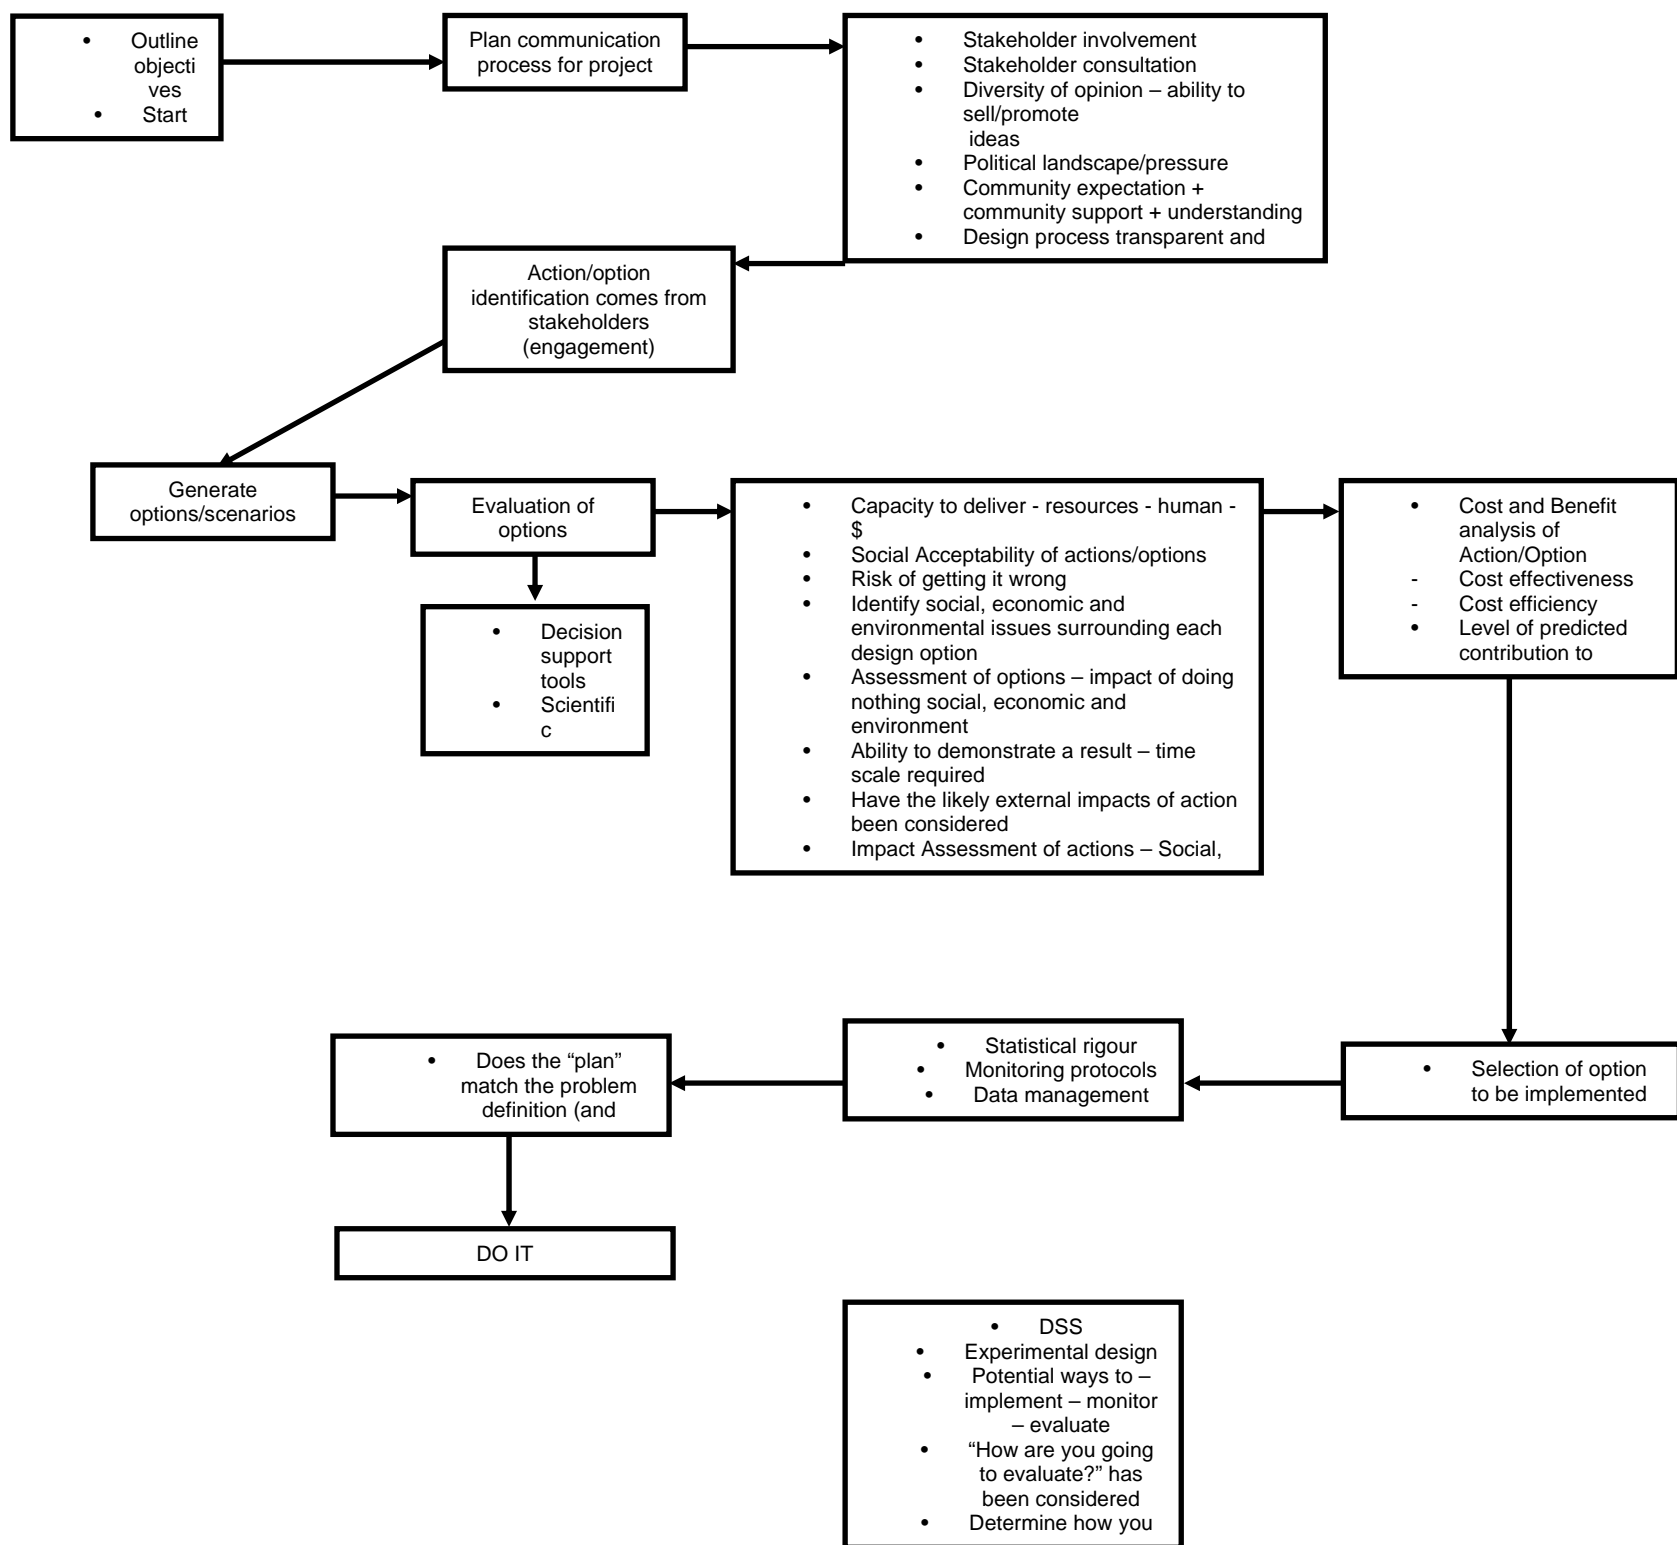 • Outline
objecti
ves
• Start
Plan communication
process for project
• Stakeholder involvement
• Stakeholder consultation
• Diversity of opinion – ability to
sell/promote
ideas
• Political landscape/pressure
• Community expectation +
community support + understanding
• Design process transparent and
Action/option
identification comes from
stakeholders
(engagement)
Generate
options/scenarios
Evaluation of
options
• Decision
support
tools
• Scientifi
c
• Capacity to deliver - resources - human -
$
• Social Acceptability of actions/options
• Risk of getting it wrong
• Identify social, economic and
environmental issues surrounding each
design option
• Assessment of options – impact of doing
nothing social, economic and
environment
• Ability to demonstrate a result – time
scale required
• Have the likely external impacts of action
been considered
• Impact Assessment of actions – Social,
• Cost and Benefit
analysis of
Action/Option
- Cost effectiveness
- Cost efficiency
• Level of predicted
contribution to
• Selection of option
to be implemented
• Statistical rigour
• Monitoring protocols
• Data management
• Does the “plan”
match the problem
definition (and
DO IT
• DSS
• Experimental design
• Potential ways to –
implement – monitor
– evaluate
• “How are you going
to evaluate?” has
been considered
• Determine how you